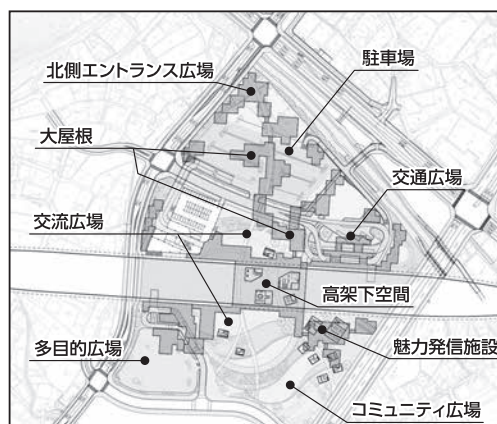 北側エントランス広場
駐車場
大屋根
交通広場
交流広場
高架下空間
多目的広場
魅力発信施設
コミュニティ広場